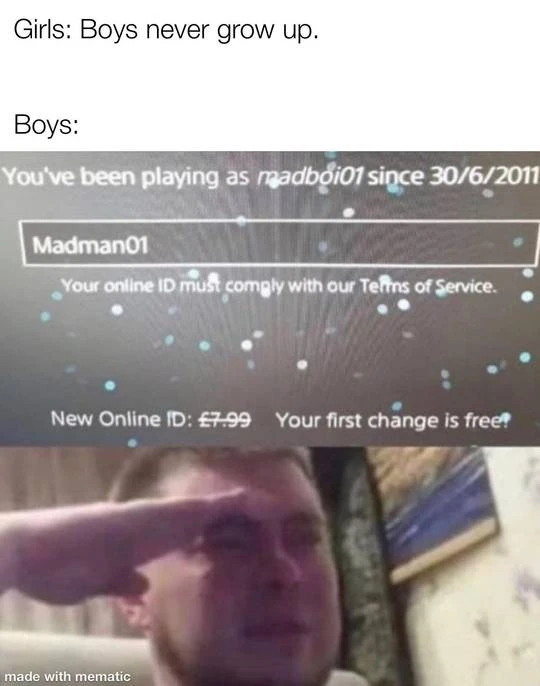 Girls: Boys never grow up.
Boys:
You've been playing as madboi01 since 30/6/2011
Madman01
Your online ID must comply with our Terms of Service.
New Online ID: £7.99 Your first change is free!
made with mematic